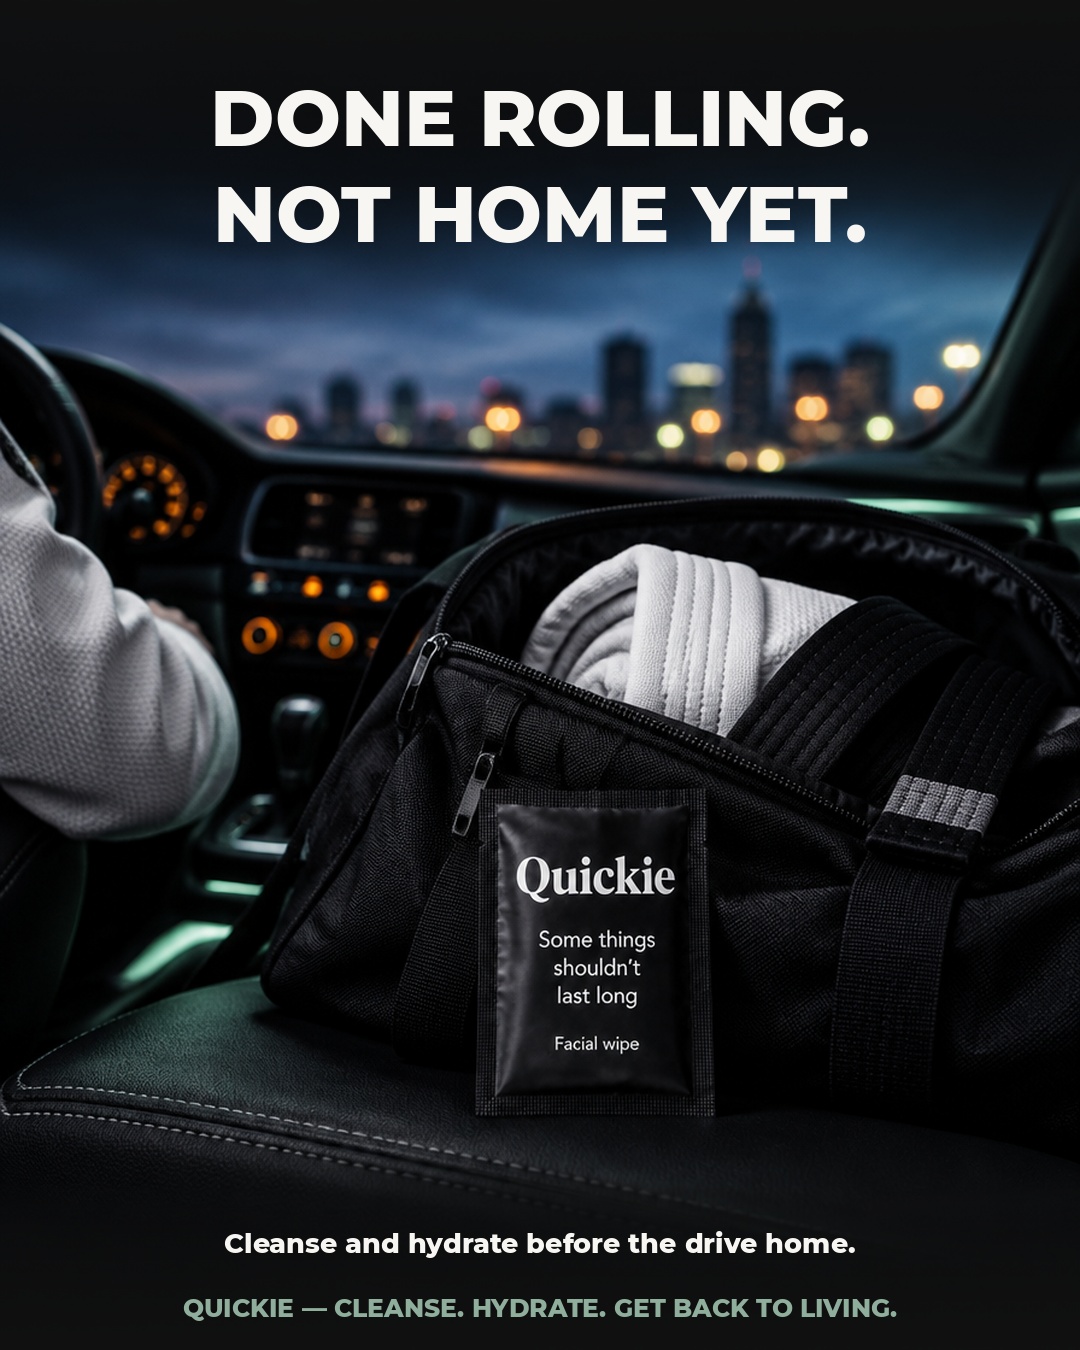 DONE ROLLING.
NOT HOME YET.
Quickie
Some things
shouldn't
last long
Facial wipe
Cleanse and hydrate before the drive home.
QUICKIE — CLEANSE. HYDRATE. GET BACK TO LIVING.